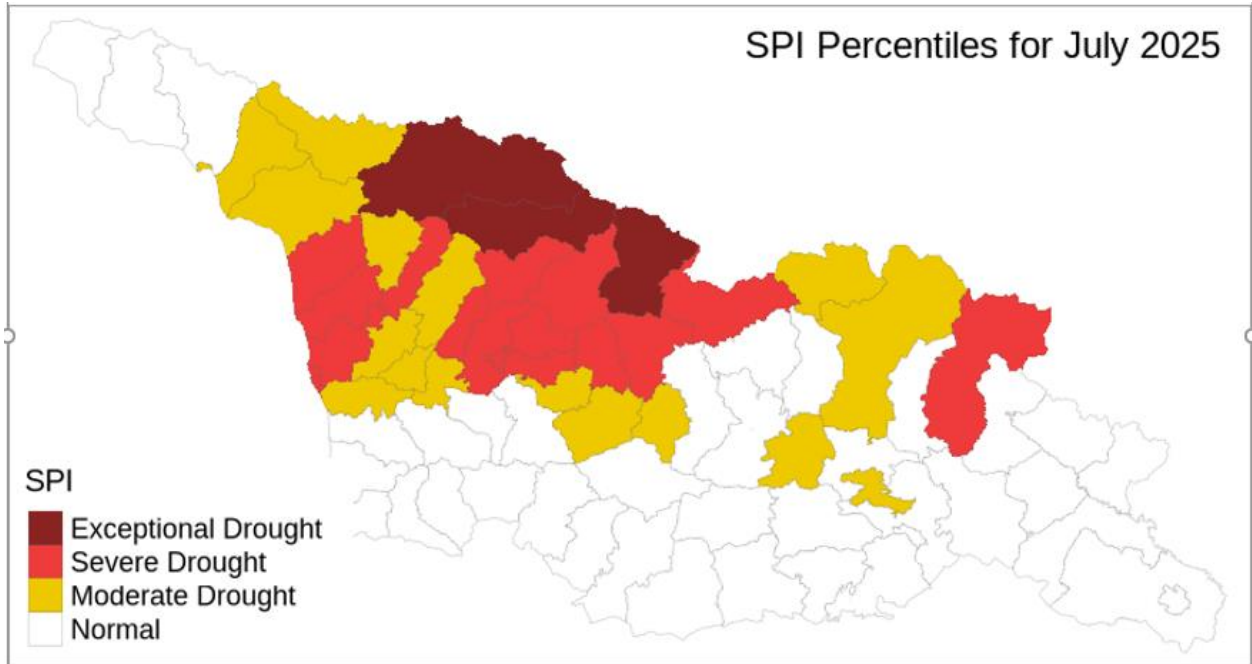 SPI Percentiles for July 2025
SPI
Exceptional Drought
Severe Drought
Moderate Drought
Normal